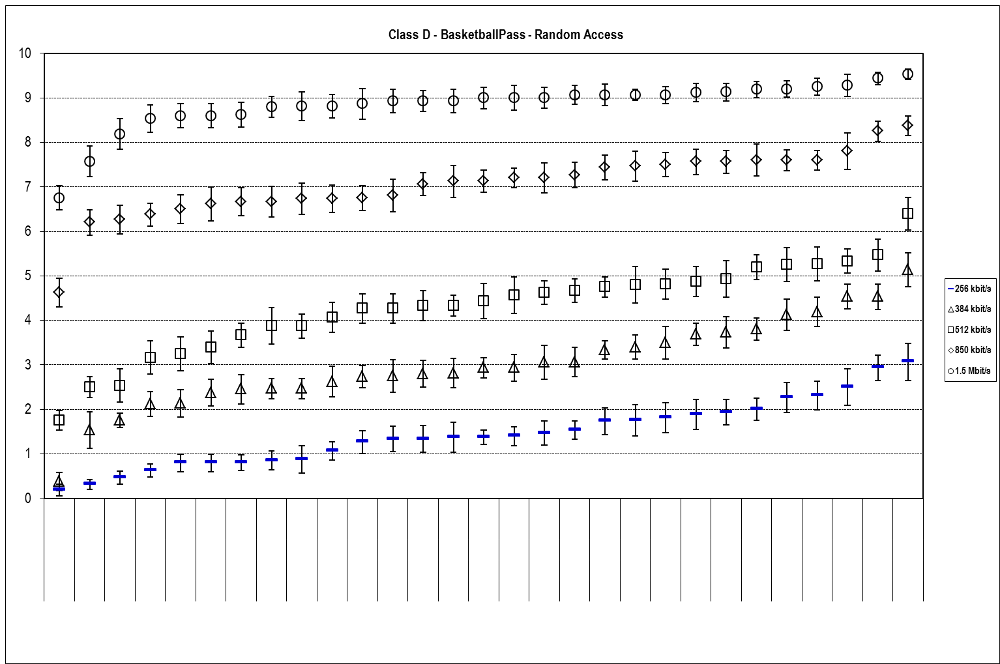 Class D - BasketballPass - Random Access
10
9
8
7
6
5
4
3
2
1
0
256 kbit/s
384 kbit/s
512 kbit/s
850 kbit/s
1.5 Mbit/s